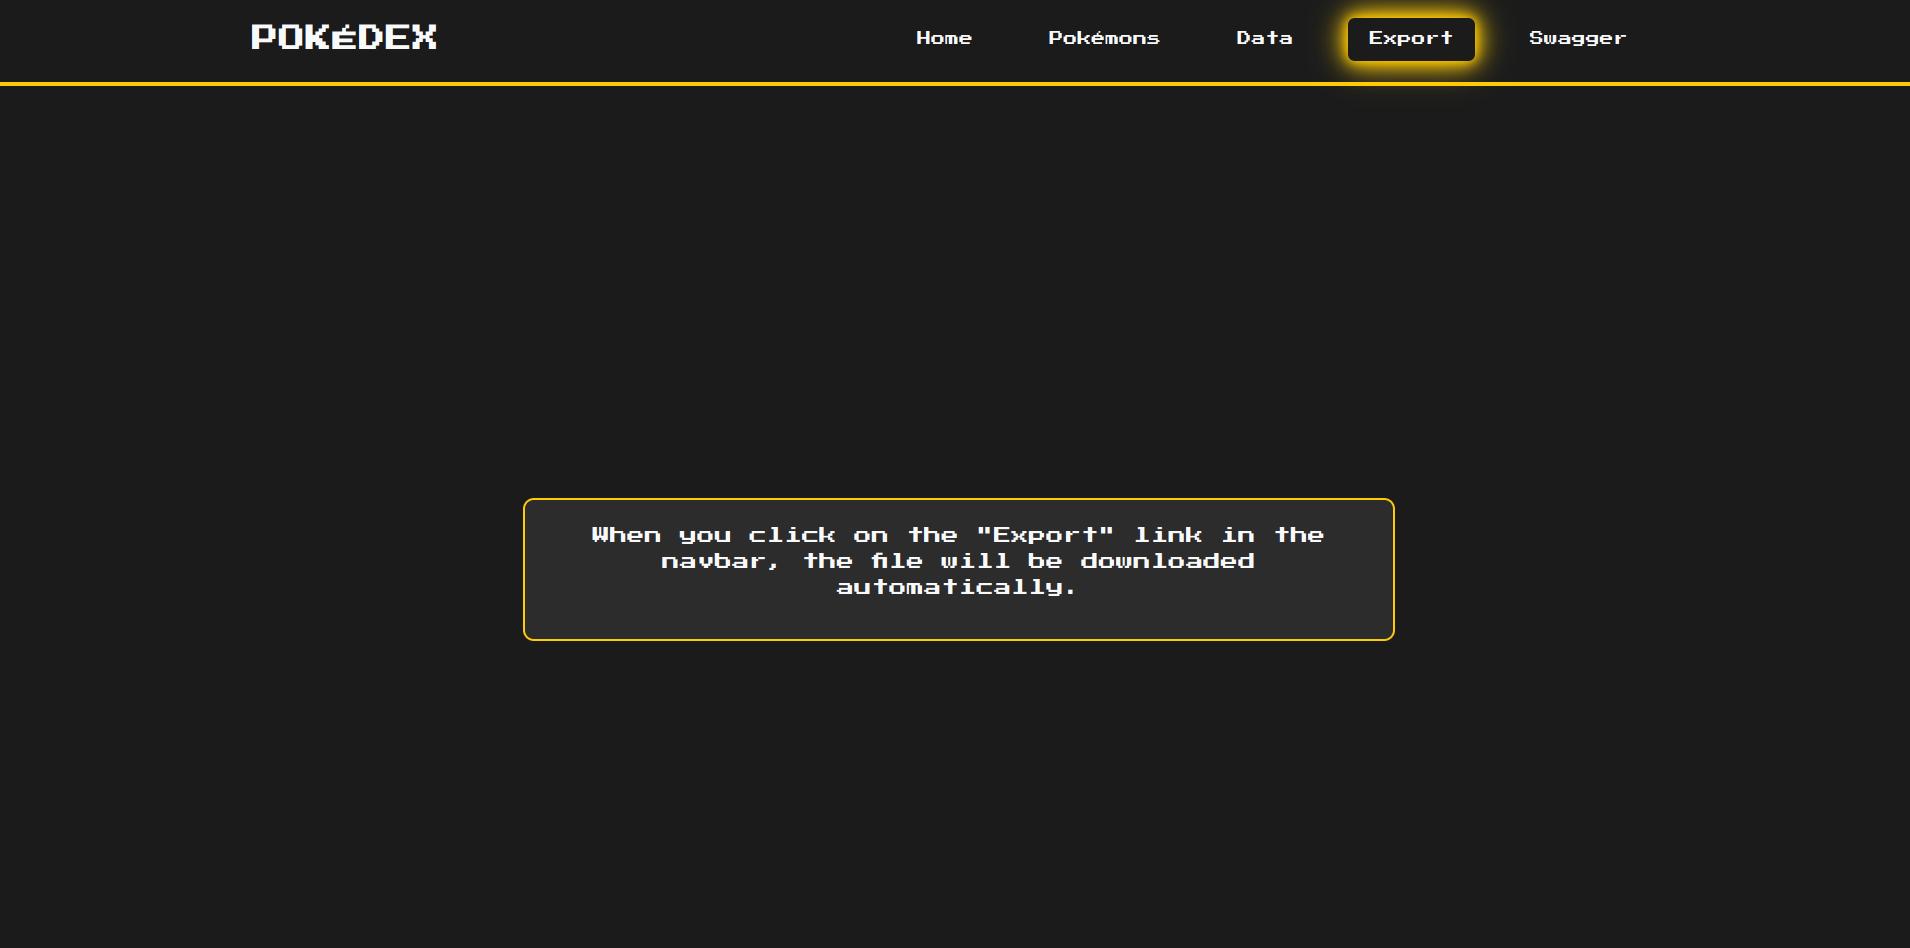 POKéDEX
Home Pokémons Data Export Swagger
When you click on the "Export" link in the
navbar, the file will be downloaded
automatically.